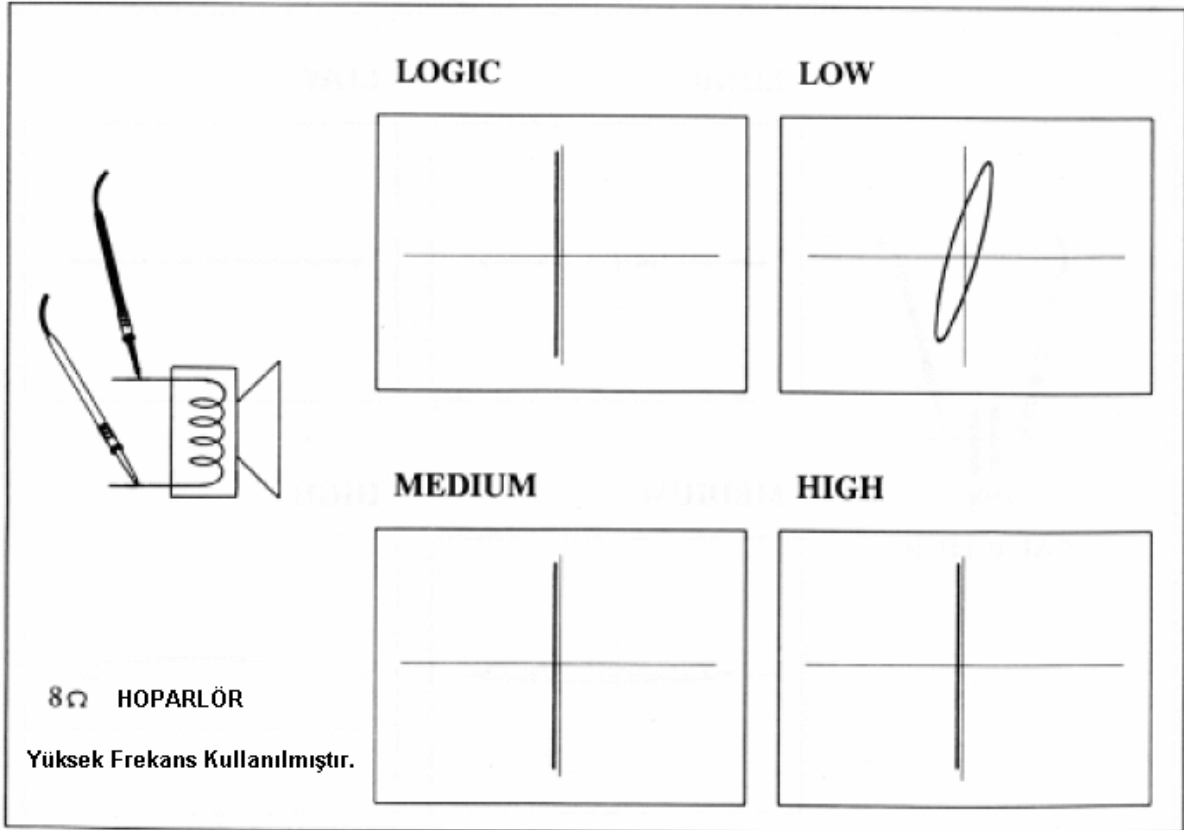 LOGIC
LOW
MEDIUM
HIGH
8Ω HOPARLÖR
Yüksek Frekans Kullanılmıştır.